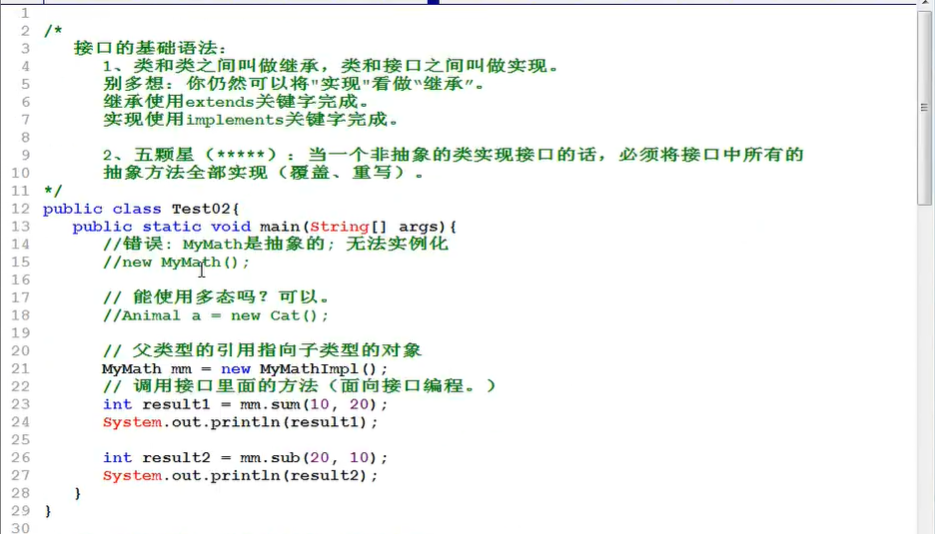 1
2 /*
3 接口的基础语法:
4 1、类和类之间叫做继承,类和接口之间叫做实现。
5 别多想: 你仍然可以将"实现"看做“继承”。
6 继承使用extends关键字完成。
7 实现使用implements关键字完成。
8
9 2、五颗星(*****): 当一个非抽象的类实现接口的话,必须将接口中所有的
10 抽象方法全部实现(覆盖、重写)。
11 */
12 public class Test02{
13 public static void main(String[] args){
14 //错误: MyMath是抽象的; 无法实例化
15 //new MyMath();
16
17 // 能使用多态吗?可以。
18 //Animal a = new Cat();
19
20 // 父类型的引用指向子类型的对象
21 MyMath mm = new MyMathImpl();
22 // 调用接口里面的方法(面向接口编程。)
23 int result1 = mm.sum(10, 20);
24 System.out.println(result1);
25
26 int result2 = mm.sub(20, 10);
27 System.out.println(result2);
28 }
29 }
30